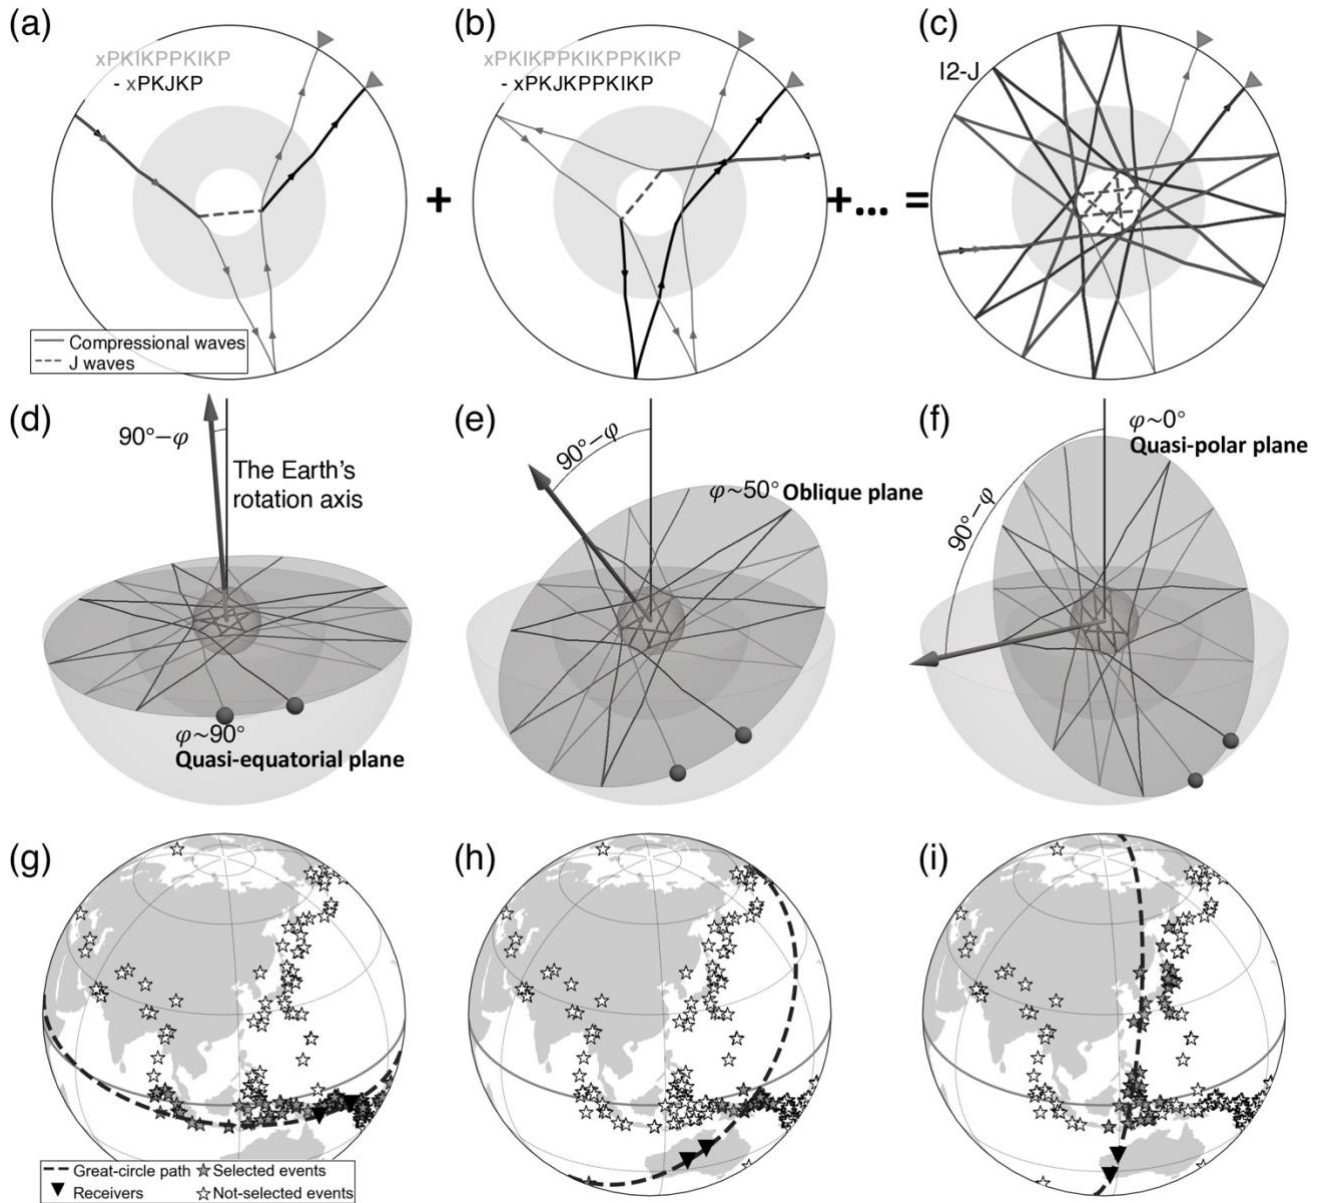 (a)
xPKIKPPKIKP
- xPKJKP
Compressional waves
J waves
+
(b)
xPKIKPPKIKPPKIKP
- xPKJKPPKIKP
+... =
(c)
I2-J
(d)
90°−φ
The Earth's
rotation axis
φ~90°
Quasi-equatorial plane
(e)
90°−φ
φ~50° Oblique plane
(f)
φ~0°
Quasi-polar plane
90°−φ
(g)
Great-circle path
Selected events
Receivers
Not-selected events
(h)
(i)